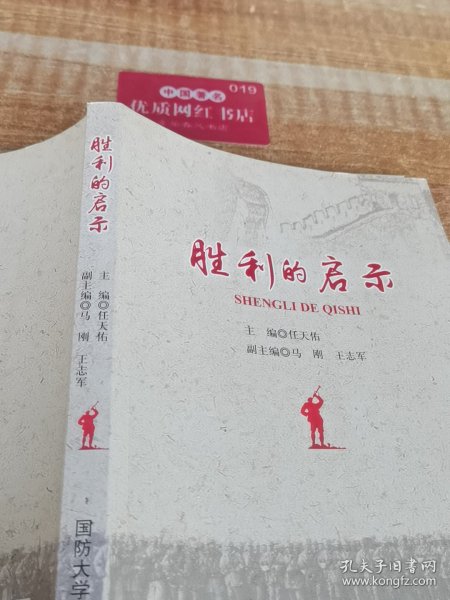 中国著名
019
优质网红书店
胜利的启示
主 编◎任天佑
副主编◎马 刚 王志军
国防大学
胜利的启示
SHENGLI DE QISHI
主 编◎任天佑
副主编◎马 刚 王志军
孔夫子旧书网
www.kongfz.com